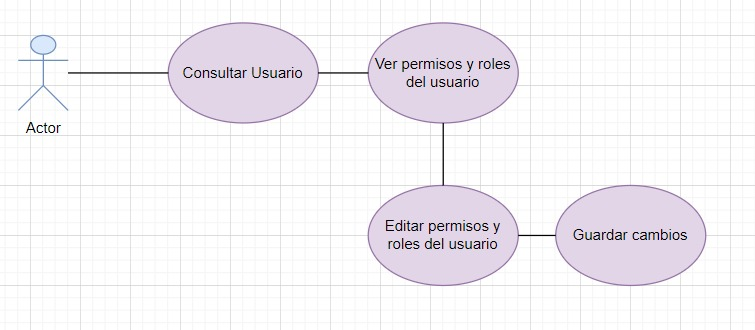 Actor
Consultar Usuario
Ver permisos y roles
del usuario
Editar permisos y
roles del usuario
Guardar cambios